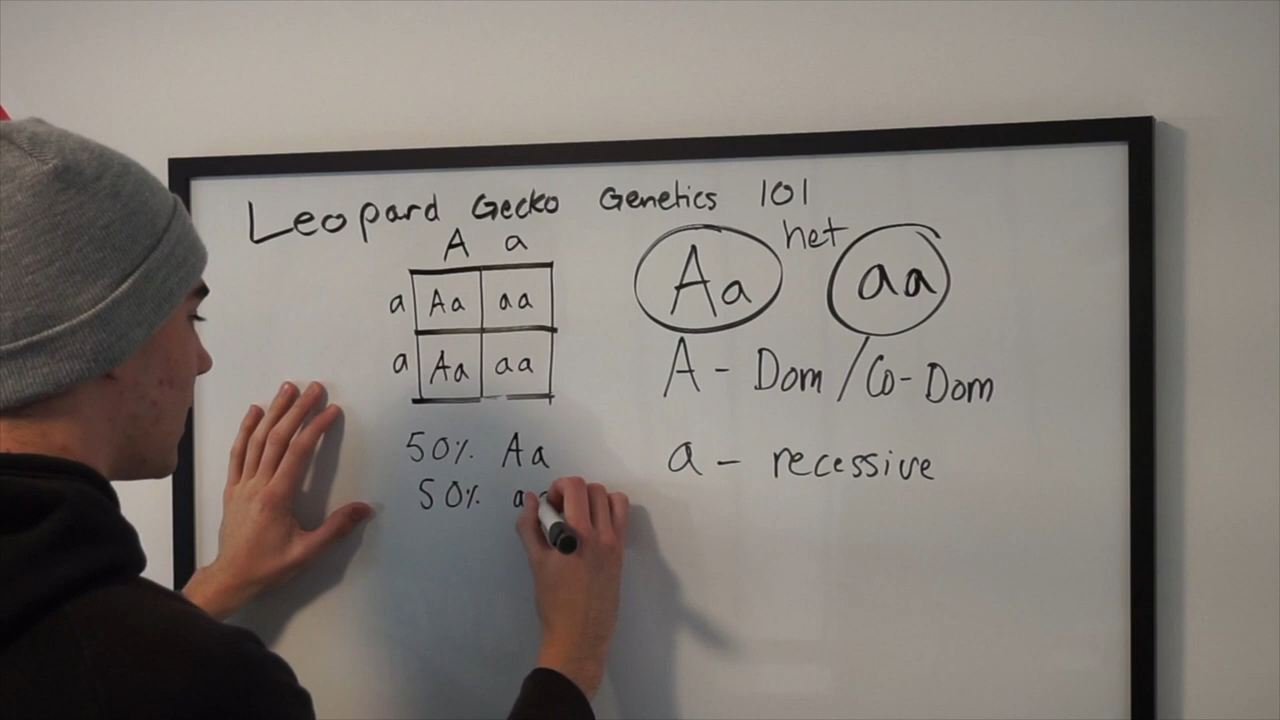 Leopard Gecko Genetics 101
A a
a Aa aa
a Aa aa
50% Aa
50% a
Aa het aa
A - Dom / Co-Dom
a - recessive